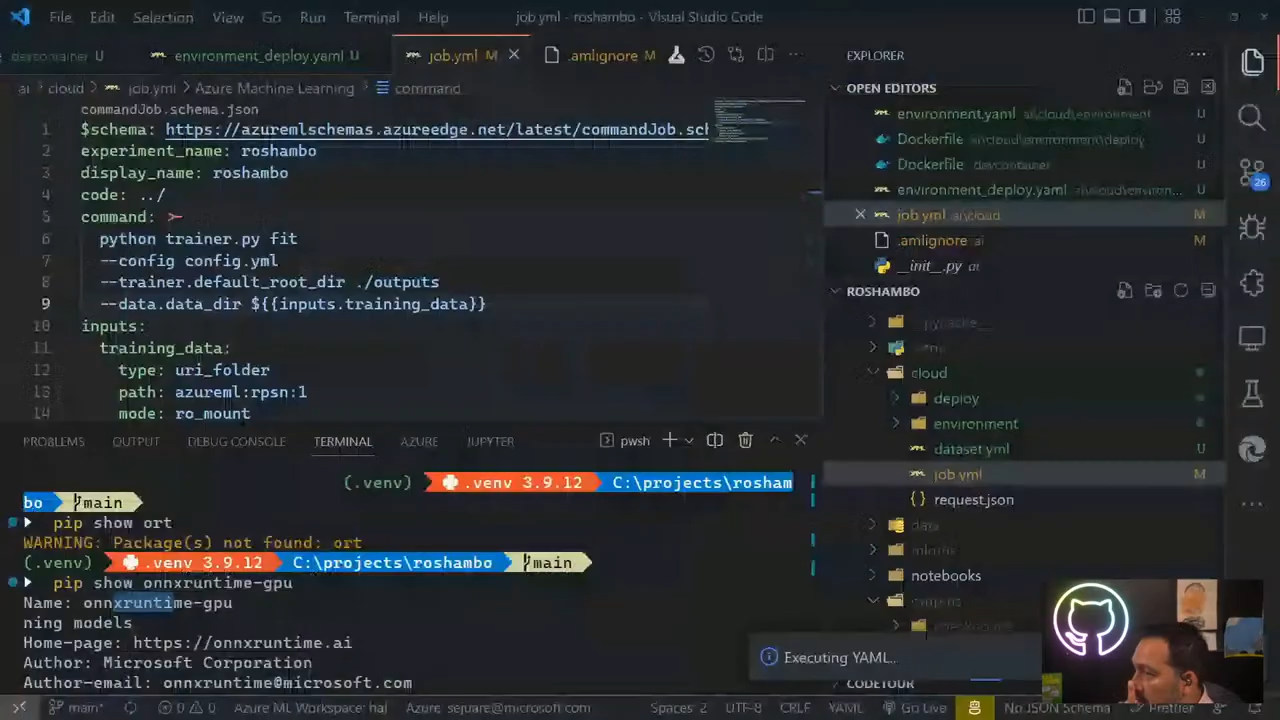 File Edit Selection View Go Run Terminal Help job.yml - roshambo - Visual Studio Code
devcontainer U environment_deploy.yaml U job.yml M .amlignore M
ai > cloud > job.yml > Azure Machine Learning > command
commandJob.schema.json
1 $schema: https://azuremlschemas.azureedge.net/latest/commandJob.sch
2 experiment_name: roshambo
3 display_name: roshambo
4 code: ../
5 command: >-
6 python trainer.py fit
7 --config config.yml
8 --trainer.default_root_dir ./outputs
9 --data.data_dir ${{inputs.training_data}}
10 inputs:
11 training_data:
12 type: uri_folder
13 path: azureml:rpsn:1
14 mode: ro_mount
PROBLEMS OUTPUT DEBUG CONSOLE TERMINAL AZURE JUPYTER pwsh
(.venv) .venv 3.9.12 C:\projects\rosham
bo main
pip show ort
WARNING: Package(s) not found: ort
(.venv) .venv 3.9.12 C:\projects\roshambo main
pip show onnxruntime-gpu
Name: onnxruntime-gpu
ning models
Home-page: https://onnxruntime.ai
Author: Microsoft Corporation
Author-email: onnxruntime@microsoft.com
EXPLORER
OPEN EDITORS
environment.yaml ai\cloud\environment U
Dockerfile ai\cloud\environment\deploy U
Dockerfile .devcontainer U
environment_deploy.yaml ai\cloud\environ... U
job.yml ai\cloud M
.amlignore ai M
__init__.py ai
ROSHAMBO
__pycache__
.venv
cloud
deploy
environment
dataset.yml U
job.yml M
request.json
data
notebooks
26
Executing YAML...
CODETOUR
main* 0 0 Azure ML Workspace: haj Azure: sequare@microsoft.com Spaces: 2 UTF-8 CRLF YAML Go Live No JSON Schema Prettier